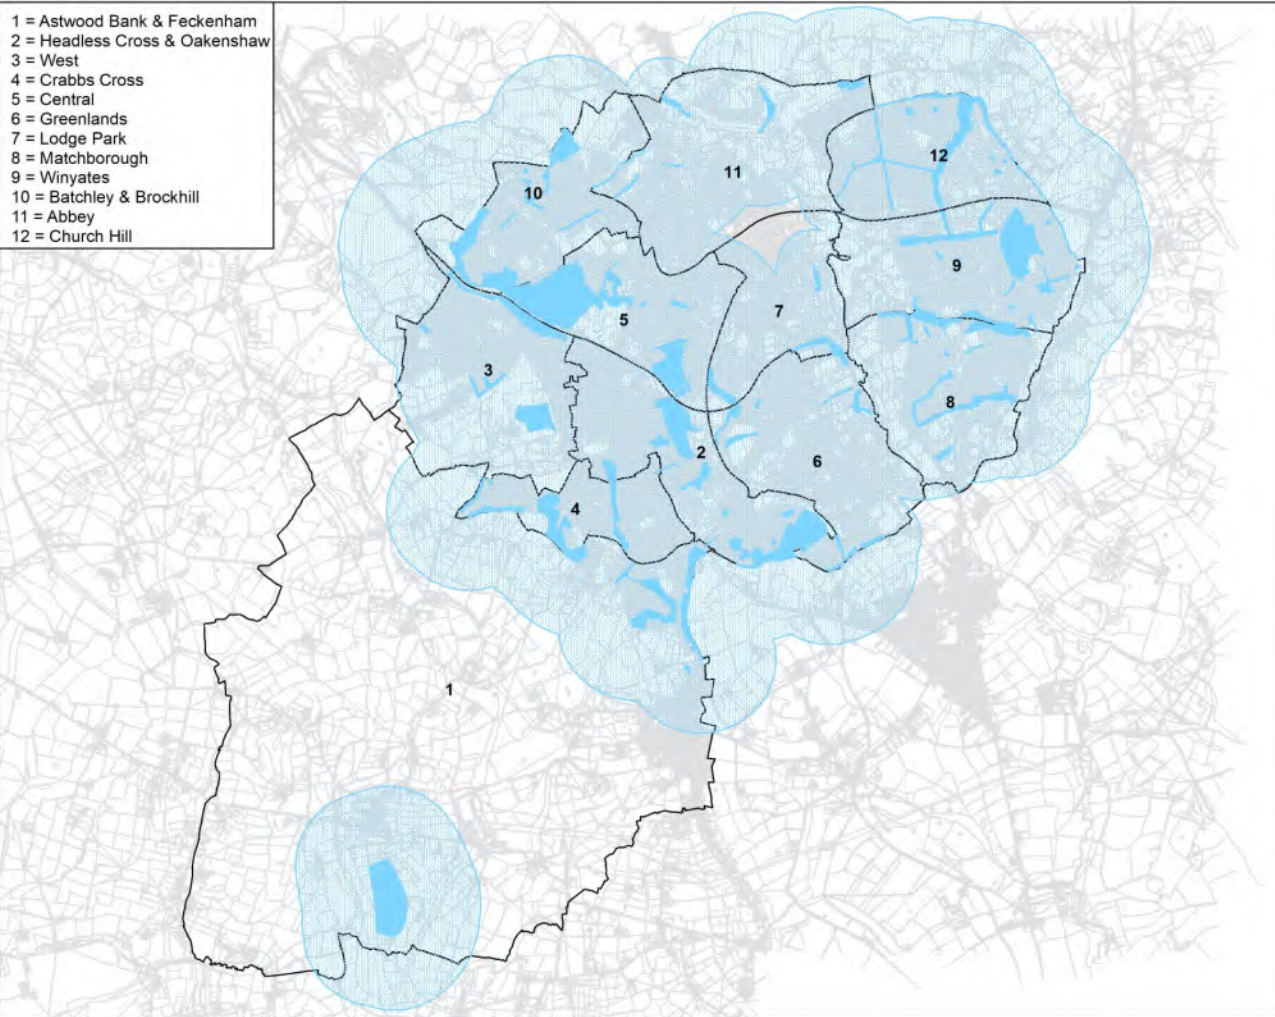 1 = Astwood Bank & Feckenham
2 = Headless Cross & Oakenshaw
3 = West
4 = Crabbs Cross
5 = Central
6 = Greenlands
7 = Lodge Park
8 = Matchborough
9 = Winyates
10 = Batchley & Brockhill
11 = Abbey
12 = Church Hill
12
11
10
9
7
5
3
8
2
6
4
1